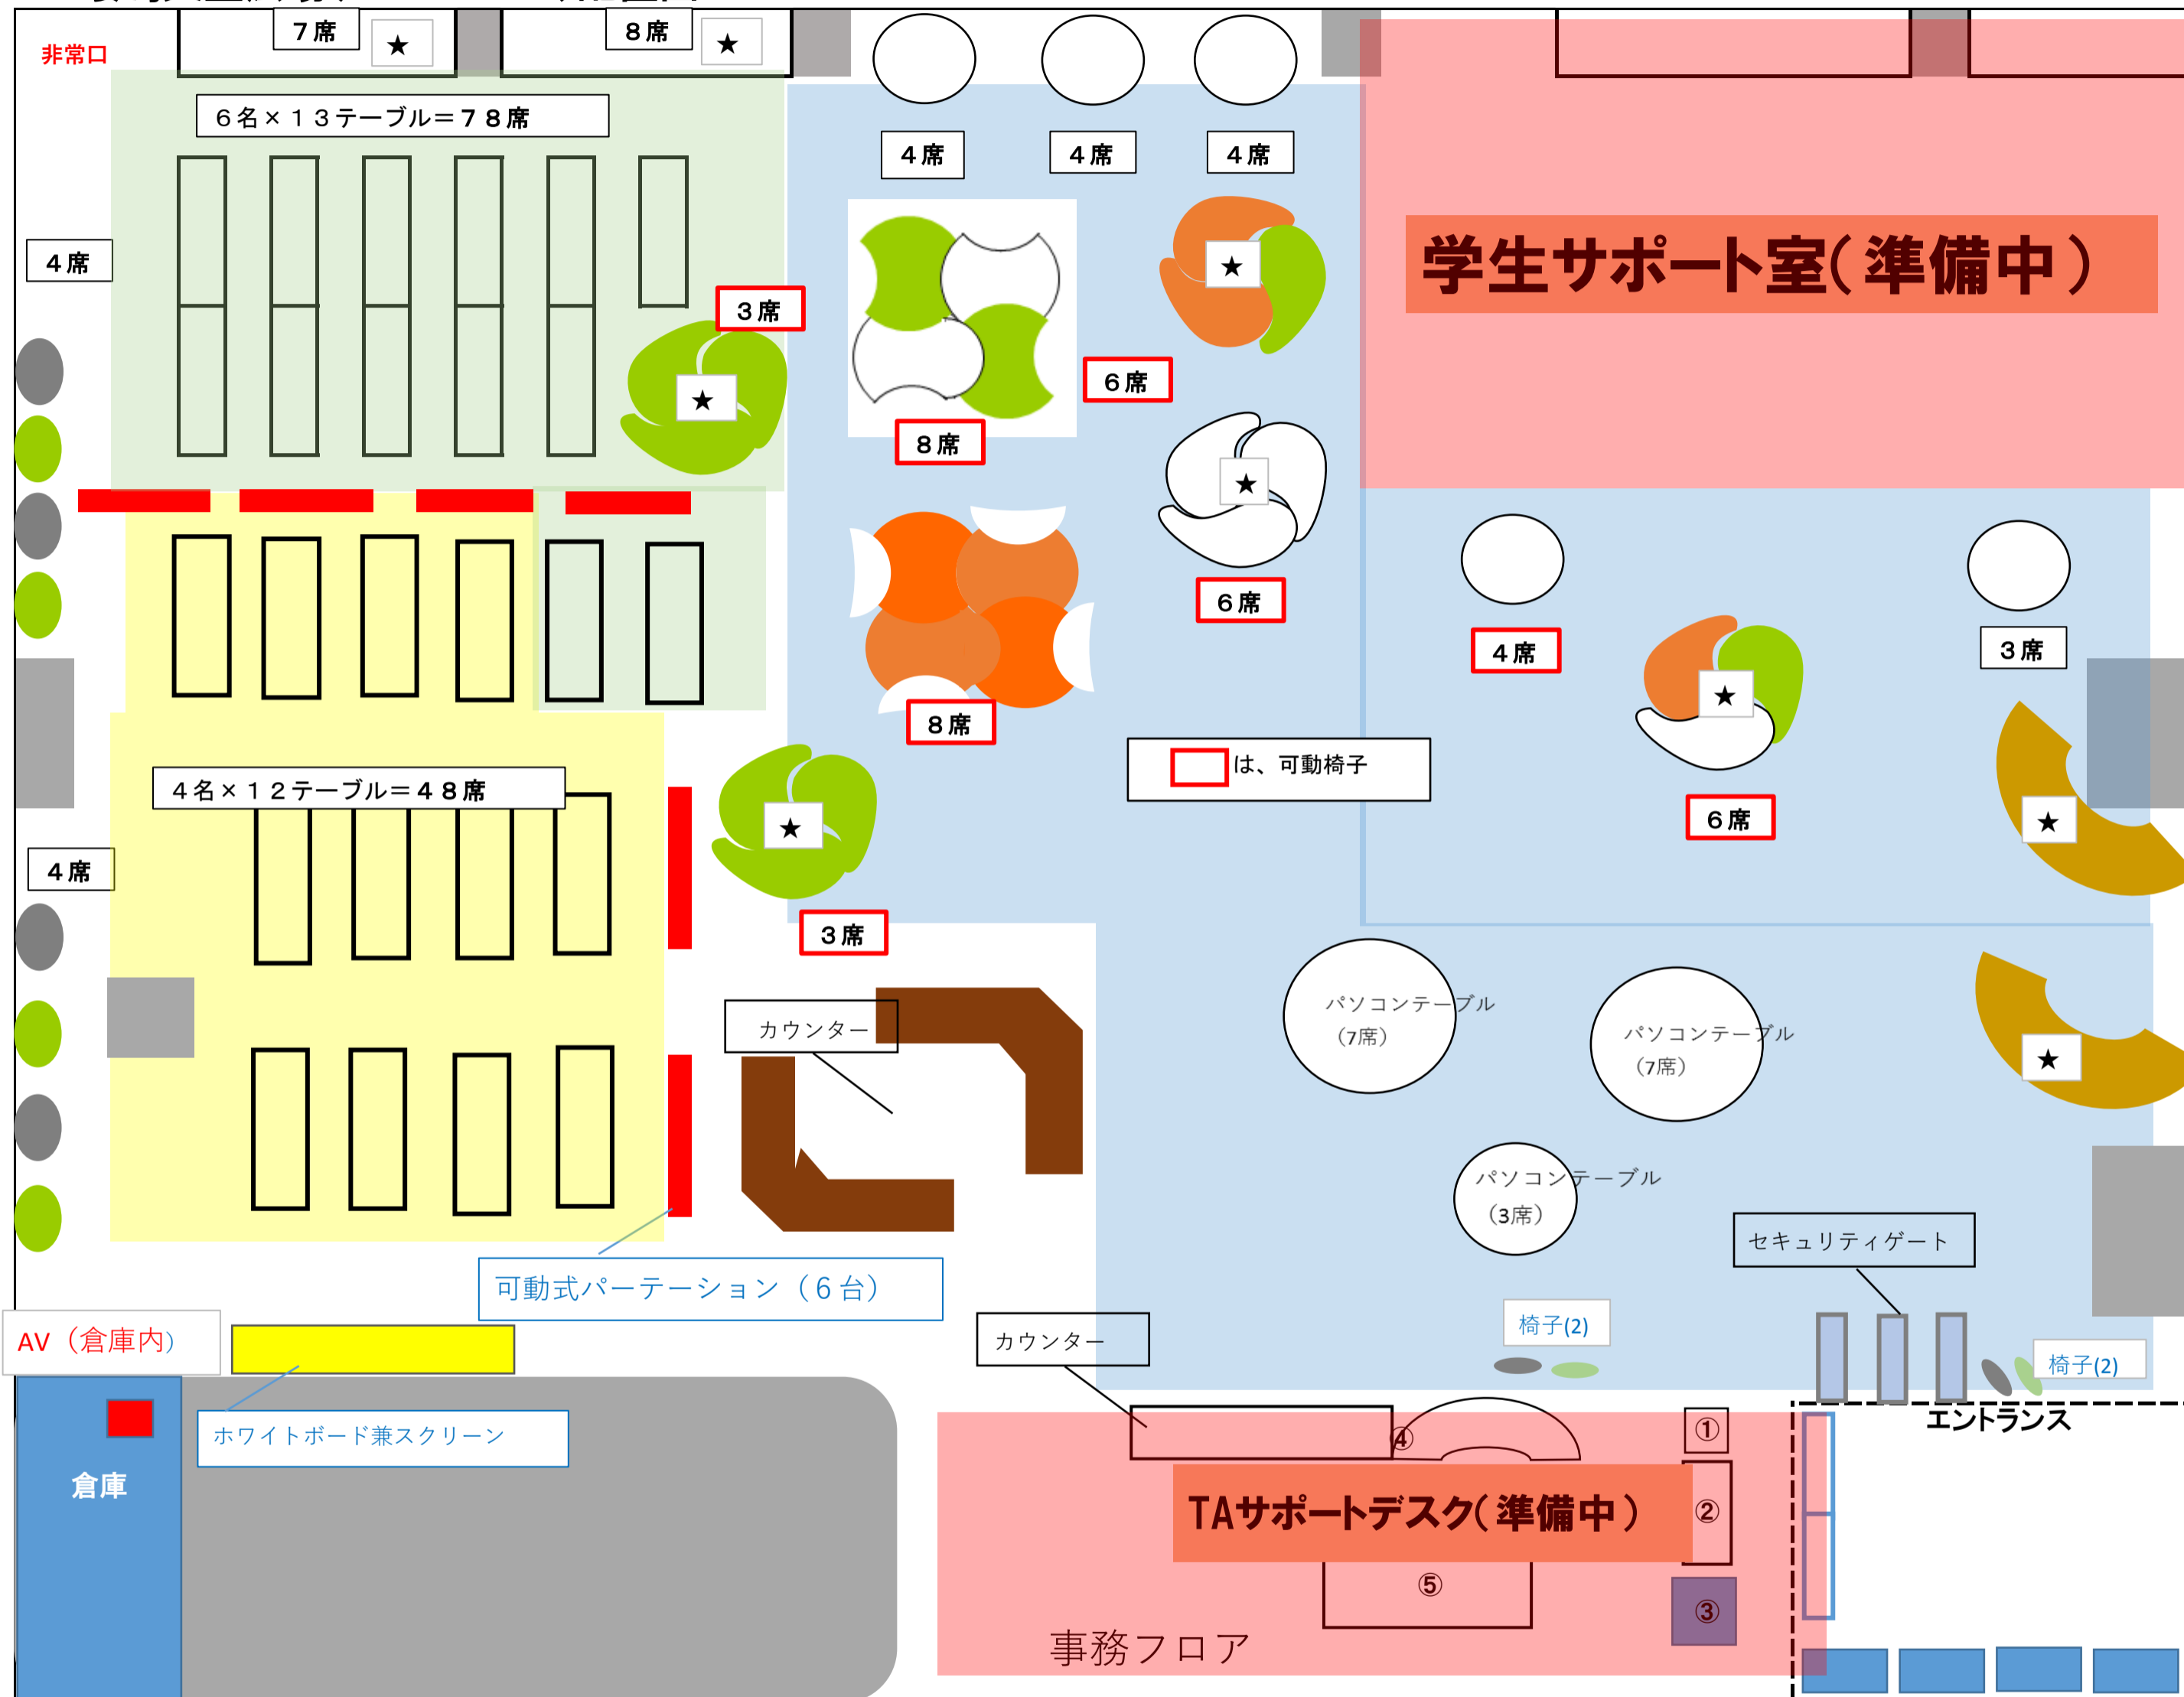 ７席
★
８席
★
非常口
６名×１３テーブル＝７８席
４席
４席
４席
４席
３席
★
★
学生サポート室(準備中)
６席
８席
★
６席
４席
３席
★
８席
は、可動椅子
６席
★
４名×１２テーブル＝４８席
★
４席
３席
カウンター
パソコンテーブル
（7席）
パソコンテーブル
（7席）
★
パソコンテーブル
（3席）
セキュリティゲート
可動式パーテーション（６台）
AV（倉庫内）
カウンター
椅子(2)
椅子(2)
エントランス
ホワイトボード兼スクリーン
倉庫
④
①
TAサポートデスク(準備中)
②
⑤
③
事務フロア